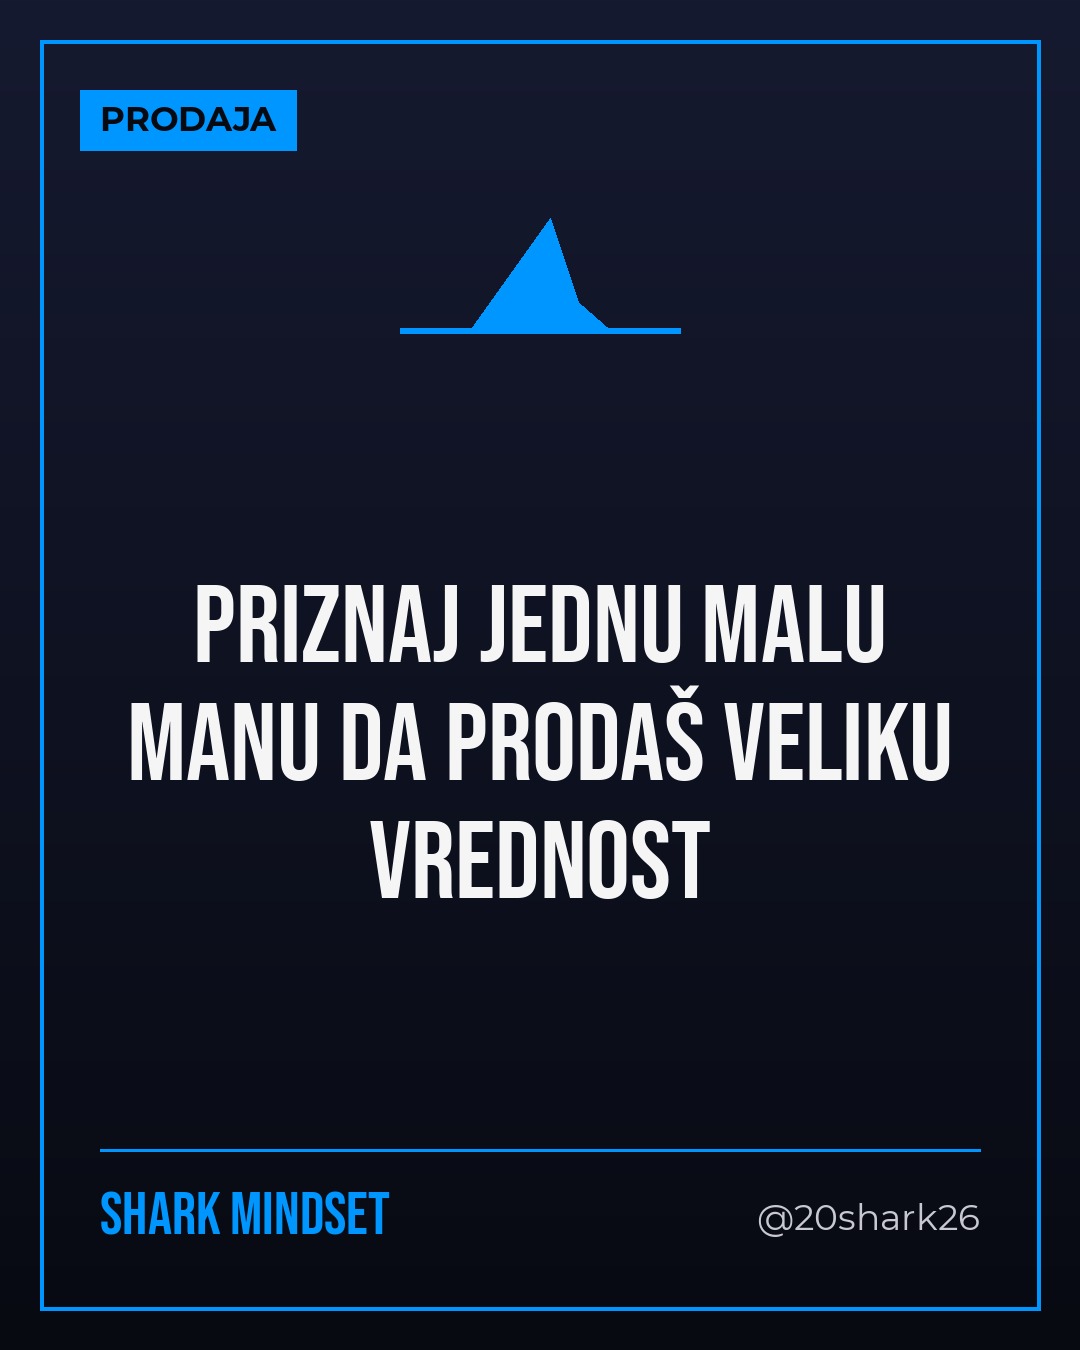 PRODAJA
PRIZNAJ JEDNU MALU
MANU DA PRODAŠ VELIKU
VREDNOST
SHARK MINDSET
@20shark26